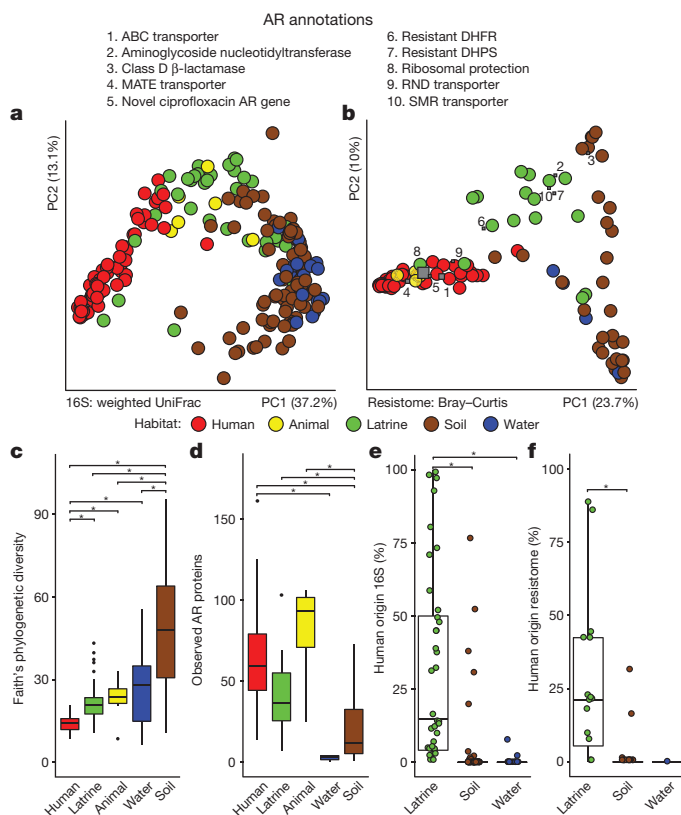 AR annotations
1. ABC transporter
2. Aminoglycoside nucleotidyltransferase
3. Class D β-lactamase
4. MATE transporter
5. Novel ciprofloxacin AR gene
6. Resistant DHFR
7. Resistant DHPS
8. Ribosomal protection
9. RND transporter
10. SMR transporter
a
PC2 (13.1%)
16S: weighted UniFrac
PC1 (37.2%)
b
PC2 (10%)
3
2
10
7
6
8
9
4
5
1
Resistome: Bray–Curtis
PC1 (23.7%)
Habitat: Human Animal Latrine Soil Water
c
Faith's phylogenetic diversity
90
60
30
0
* * * * * * *
Human Latrine Animal Water Soil
d
Observed AR proteins
150
100
50
0
* * * *
Human Latrine Animal Water Soil
e
Human origin 16S (%)
100
75
50
25
0
* *
Latrine Soil Water
f
Human origin resistome (%)
100
75
50
25
0
*
Latrine Soil Water